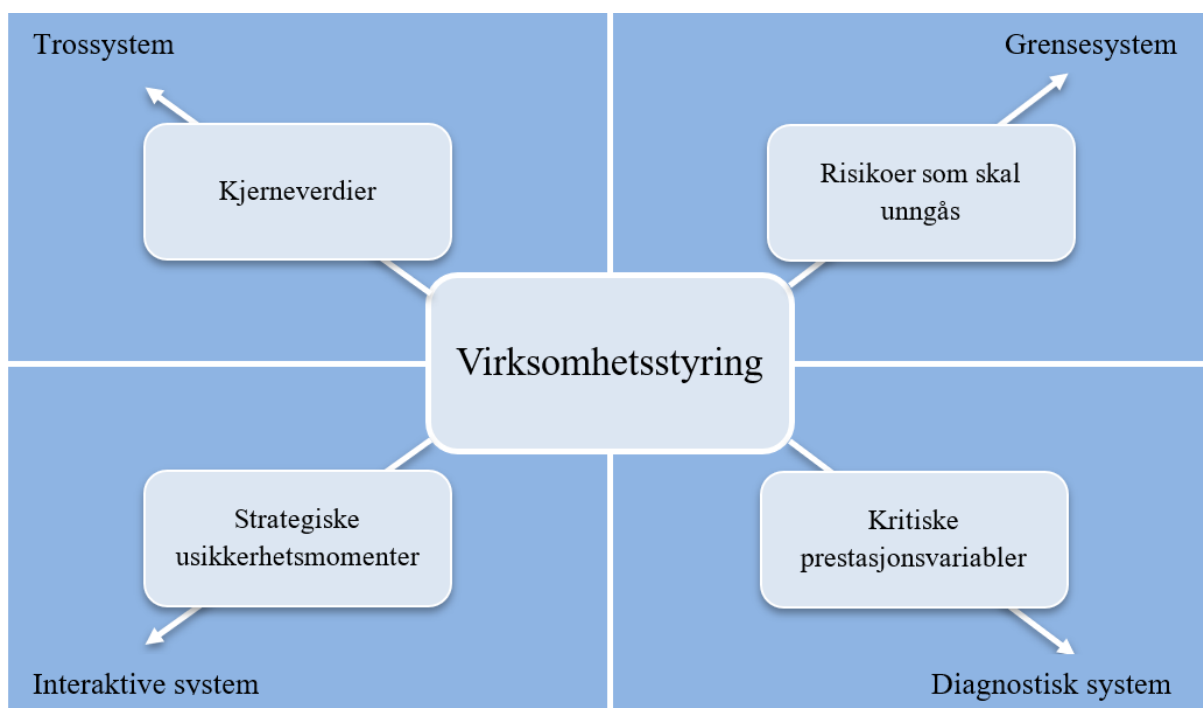 Trossystem
Grensesystem
Kjerneverdier
Risikoer som skal
unngås
Virksomhetsstyring
Strategiske
usikkerhetsmomenter
Kritiske
prestasjonsvariabler
Interaktive system
Diagnostisk system